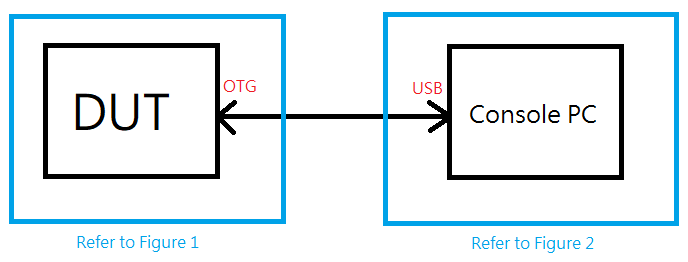 DUT
OTG
USB
Console PC
Refer to Figure 1
Refer to Figure 2